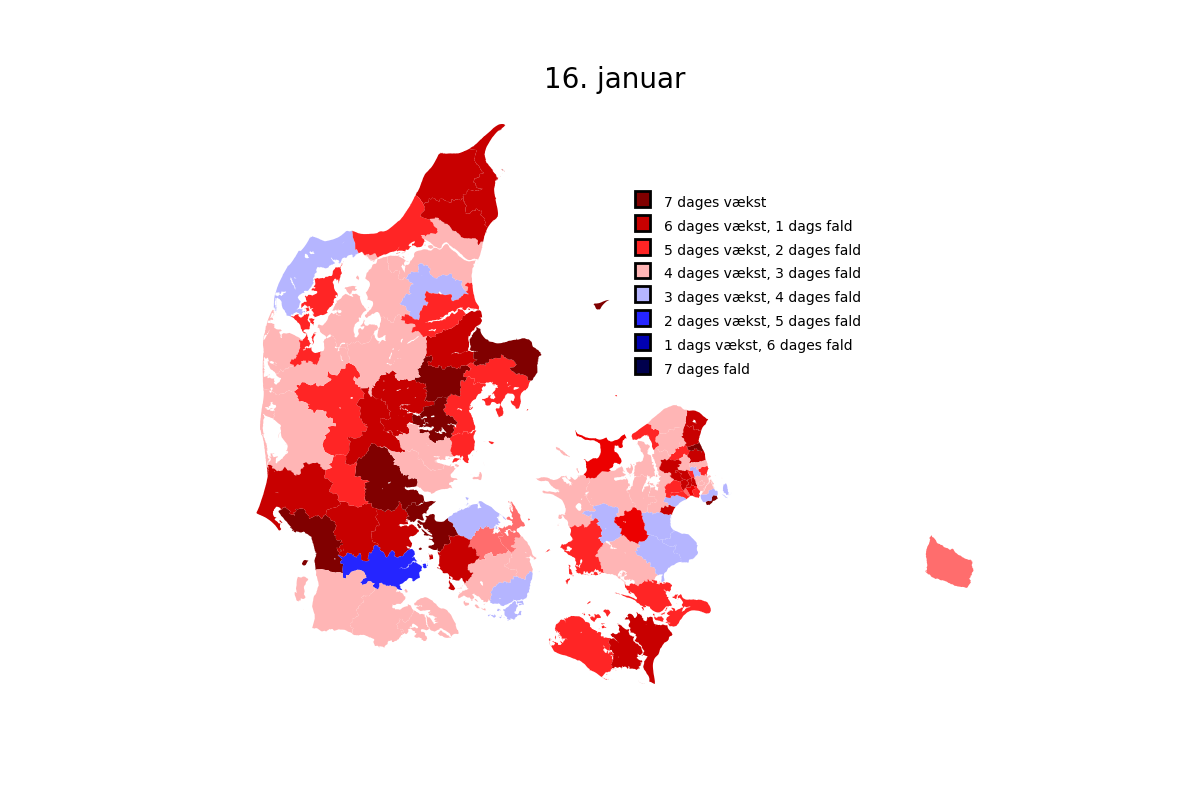 16. januar
7 dages vækst
6 dages vækst, 1 dags fald
5 dages vækst, 2 dages fald
4 dages vækst, 3 dages fald
3 dages vækst, 4 dages fald
2 dages vækst, 5 dages fald
1 dags vækst, 6 dages fald
7 dages fald